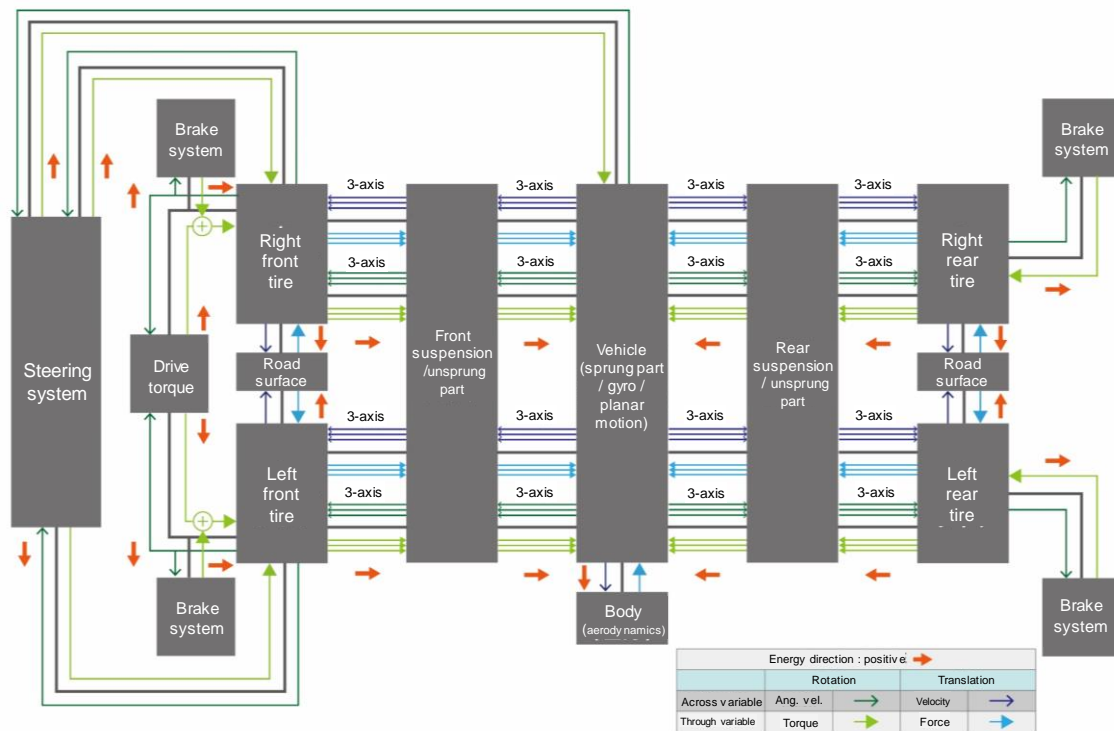 Brake
system
Brake
system
3-axis
3-axis
3-axis
3-axis
Right
front
tire
Right
rear
tire
3-axis
3-axis
3-axis
3-axis
Steering
system
Drive
torque
Road
surface
Front
suspension
/unsprung
part
Vehicle
(sprung part
/ gyro /
planar
motion)
Rear
suspension
/ unsprung
part
Road
surface
3-axis
3-axis
3-axis
3-axis
Left
front
tire
Left
rear
tire
3-axis
3-axis
3-axis
3-axis
Brake
system
Body
(aerodynamics)
Brake
system
Energy direction : positive
Rotation Translation
Across variable Ang. vel. Velocity
Through variable Torque Force